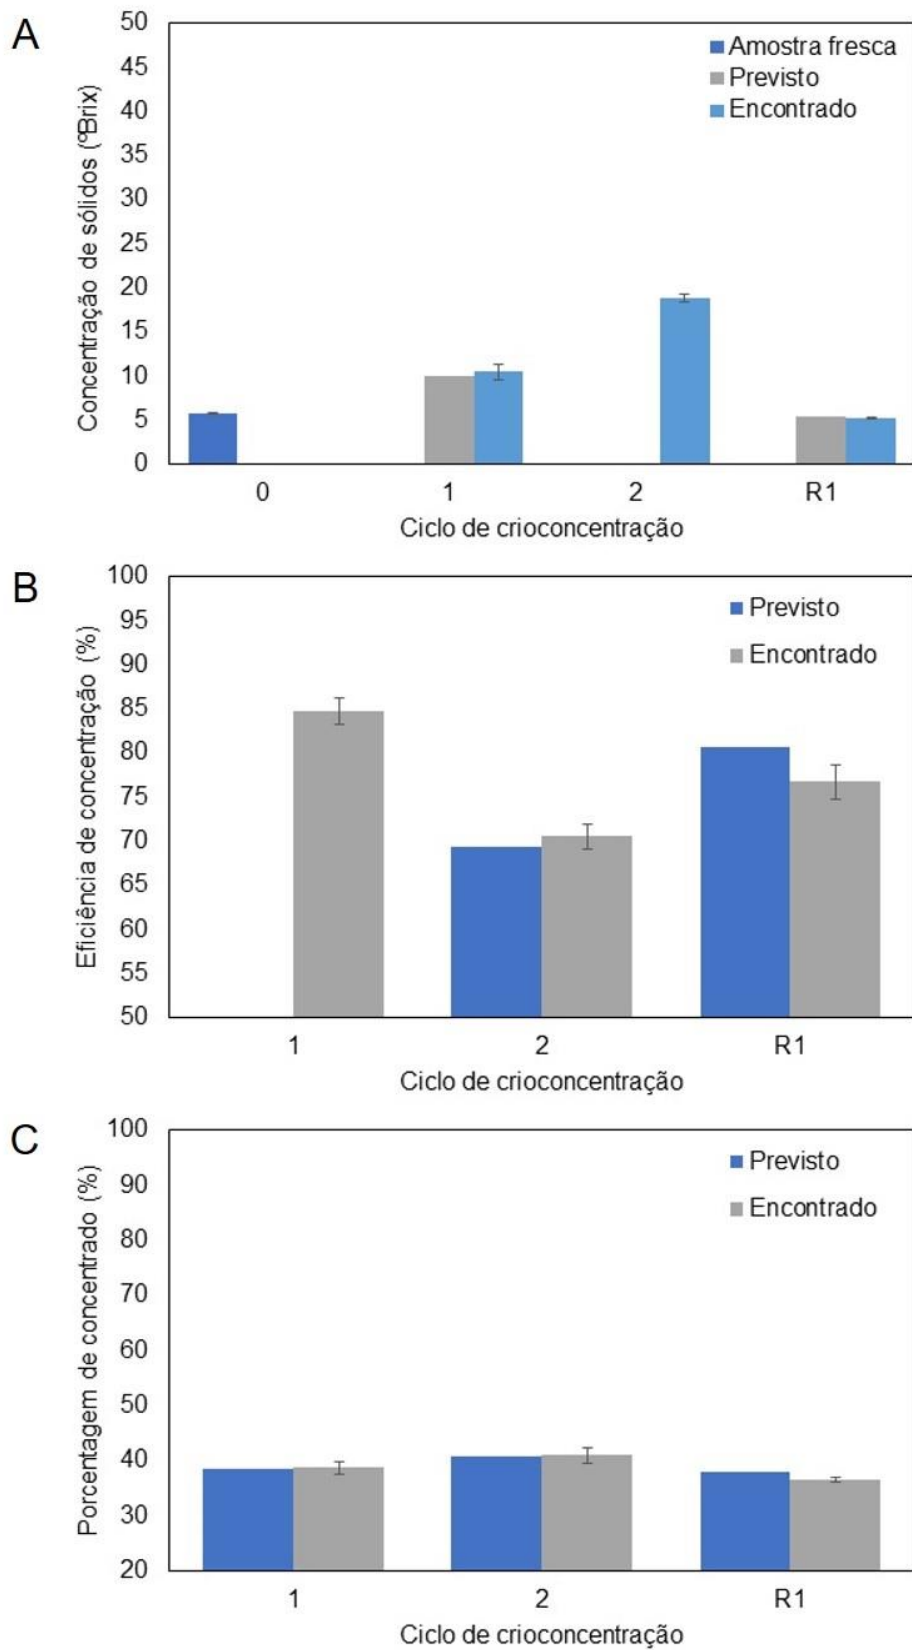 A
Concentração de sólidos (ºBrix)
50
45
40
35
30
25
20
15
10
5
0
Amostra fresca
Previsto
Encontrado
0 1 2 R1
Ciclo de crioconcentração
B
Eficiência de concentração (%)
100
95
90
85
80
75
70
65
60
55
50
Previsto
Encontrado
1 2 R1
Ciclo de crioconcentração
C
Porcentagem de concentrado (%)
100
90
80
70
60
50
40
30
20
Previsto
Encontrado
1 2 R1
Ciclo de crioconcentração